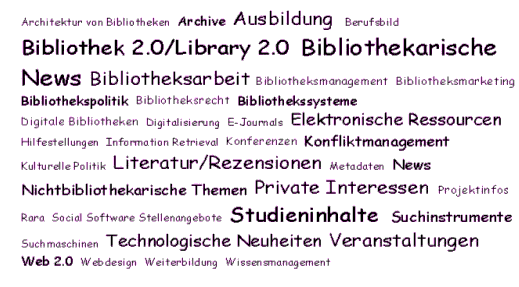 Architektur von Bibliotheken Archive Ausbildung Berufsbild
Bibliothek 2.0/Library 2.0 Bibliothekarische
News Bibliotheksarbeit Bibliotheksmanagement Bibliotheksmarketing
Bibliothekspolitik Bibliotheksrecht Bibliothekssysteme
Digitale Bibliotheken Digitalisierung E-Journals Elektronische Ressourcen
Hilfestellungen Information Retrieval Konferenzen Konfliktmanagement
Kulturelle Politik Literatur/Rezensionen Metadaten News
Nichtbibliothekarische Themen Private Interessen Projektinfos
Rara Social Software Stellenangebote Studieninhalte Suchinstrumente
Suchmaschinen Technologische Neuheiten Veranstaltungen
Web 2.0 Webdesign Weiterbildung Wissensmanagement